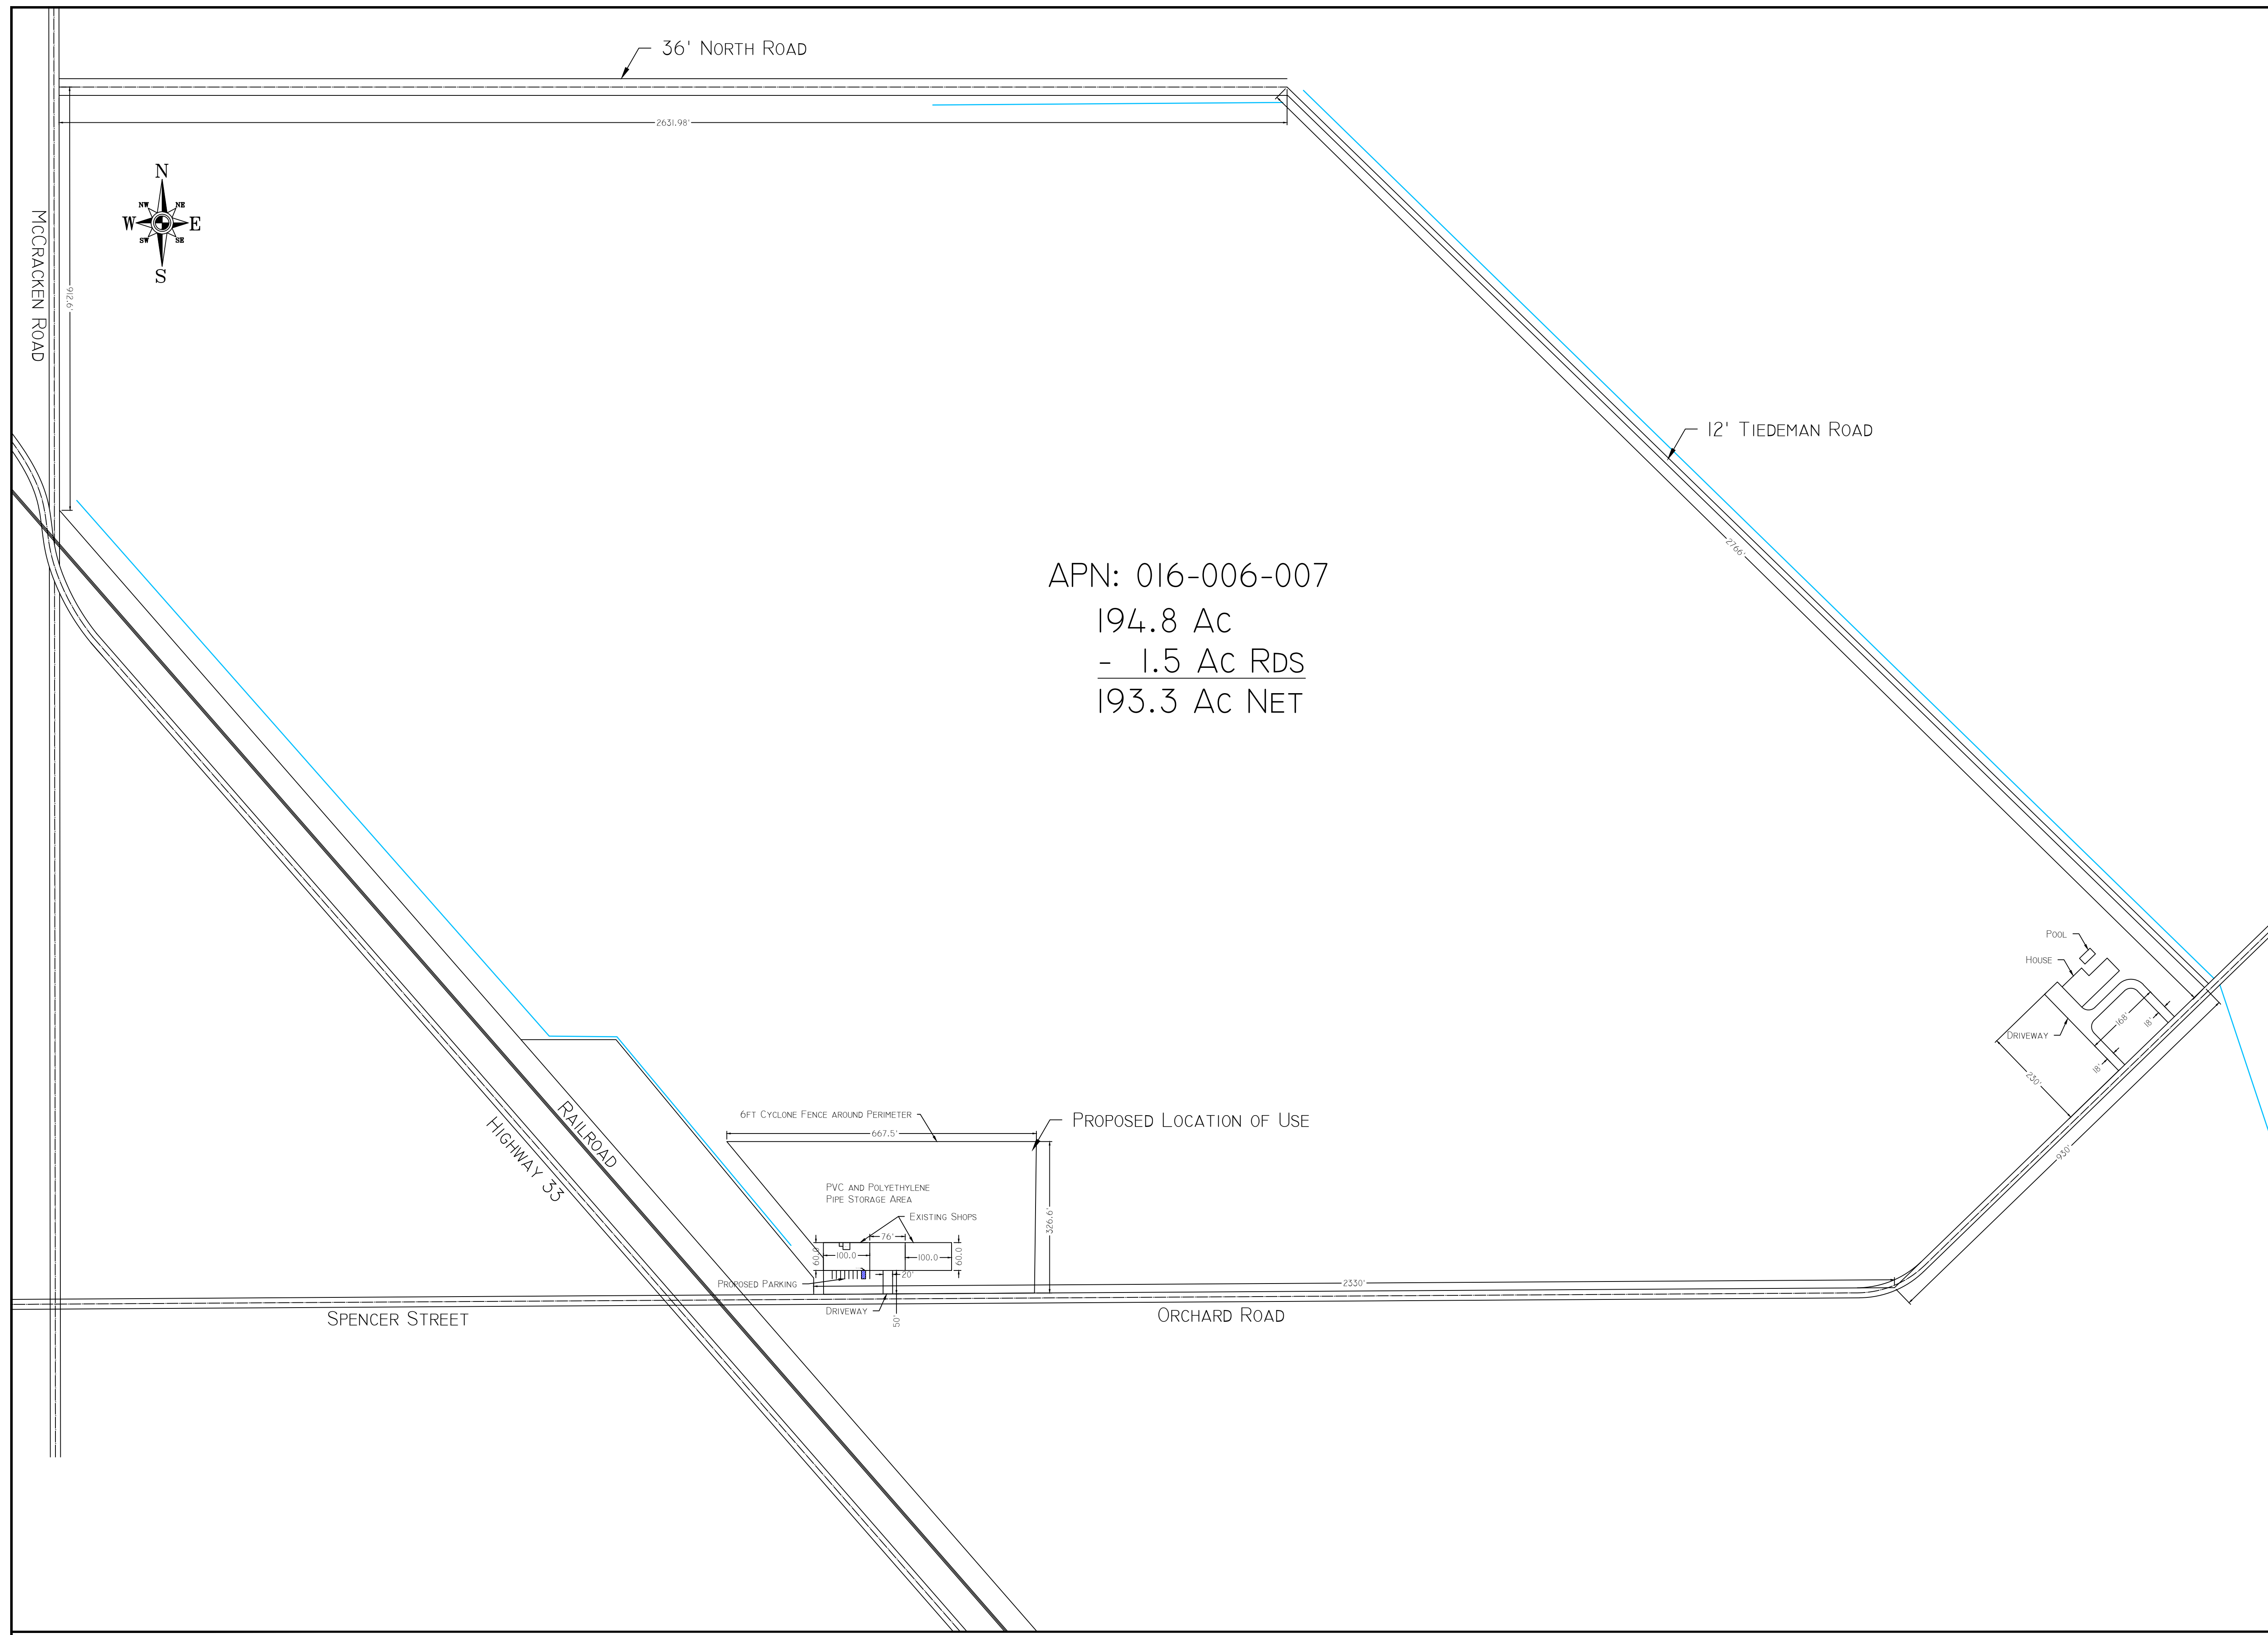 36' North Road
2631.98'
N
NW NE
W E
SW SE
S
McCracken Road
912.6'
12' Tiedeman Road
2766'
APN: 016-006-007
194.8 Ac
- 1.5 Ac Rds
193.3 Ac Net
Pool
House
Driveway
168'
18'
18'
230'
930'
Railroad
Highway 33
6ft Cyclone Fence around Perimeter
Proposed Location of Use
667.5'
PVC and Polyethylene
Pipe Storage Area
Existing Shops
326.6'
76'
60.0
100.0
100.0
60.0
Proposed Parking
20'
2330'
Driveway
50'
Spencer Street
Orchard Road